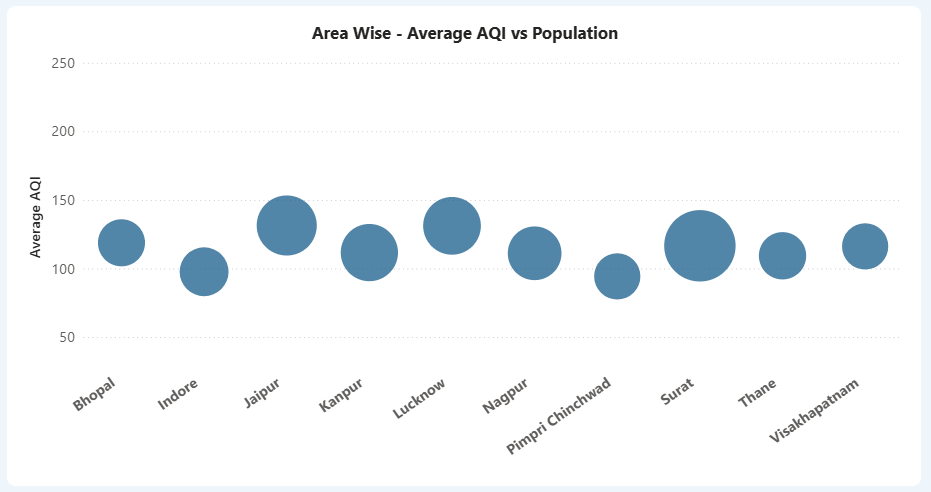 Area Wise - Average AQI vs Population
250
200
150
100
50
Average AQI
Bhopal
Indore
Jaipur
Kanpur
Lucknow
Nagpur
Pimpri Chinchwad
Surat
Thane
Visakhapatnam